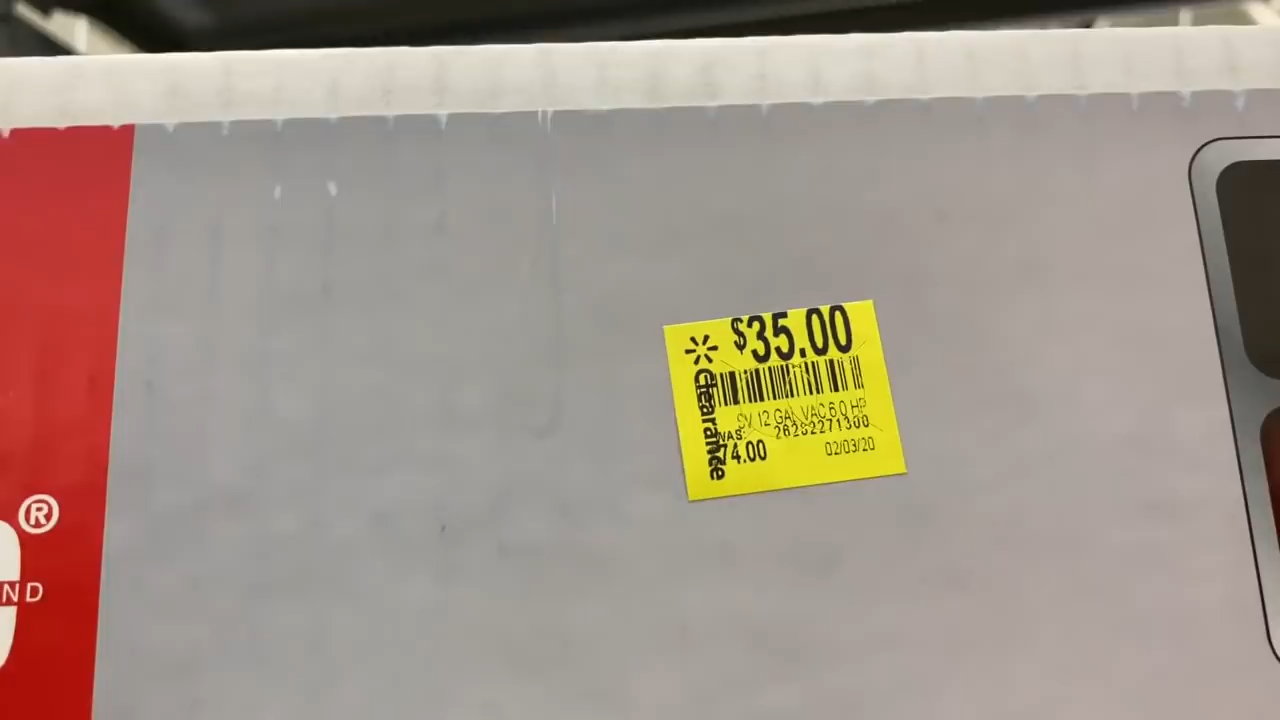 $35.00
Clearance
SV 12 GAL VAC 6.0 HP
WAS:
74.00
02/03/20
®
ND